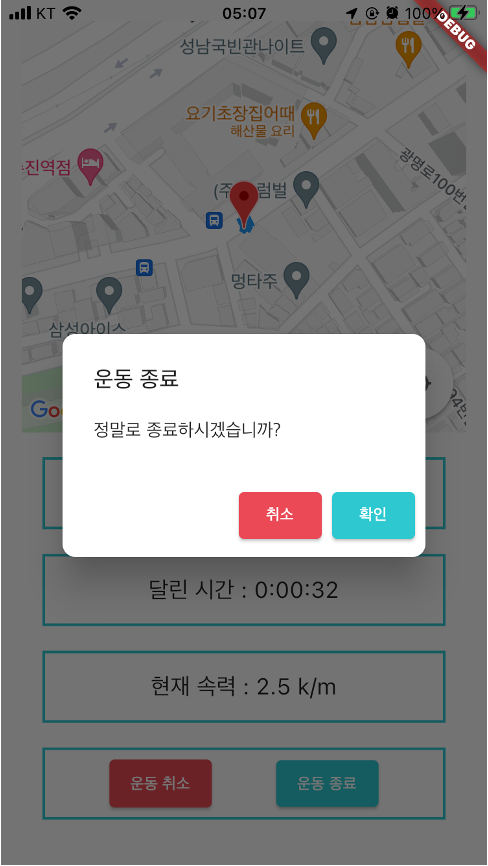 KT
05:07
100%
DEBUG
성남국빈관나이트
요기초장집어때
해산물 요리
광명로100번
진역점
(주
럼벌
멍타주
삼성아이스
Goo
94번
운동 종료
정말로 종료하시겠습니까?
취소
확인
달린 시간 : 0:00:32
현재 속력 : 2.5 k/m
운동 취소
운동 종료